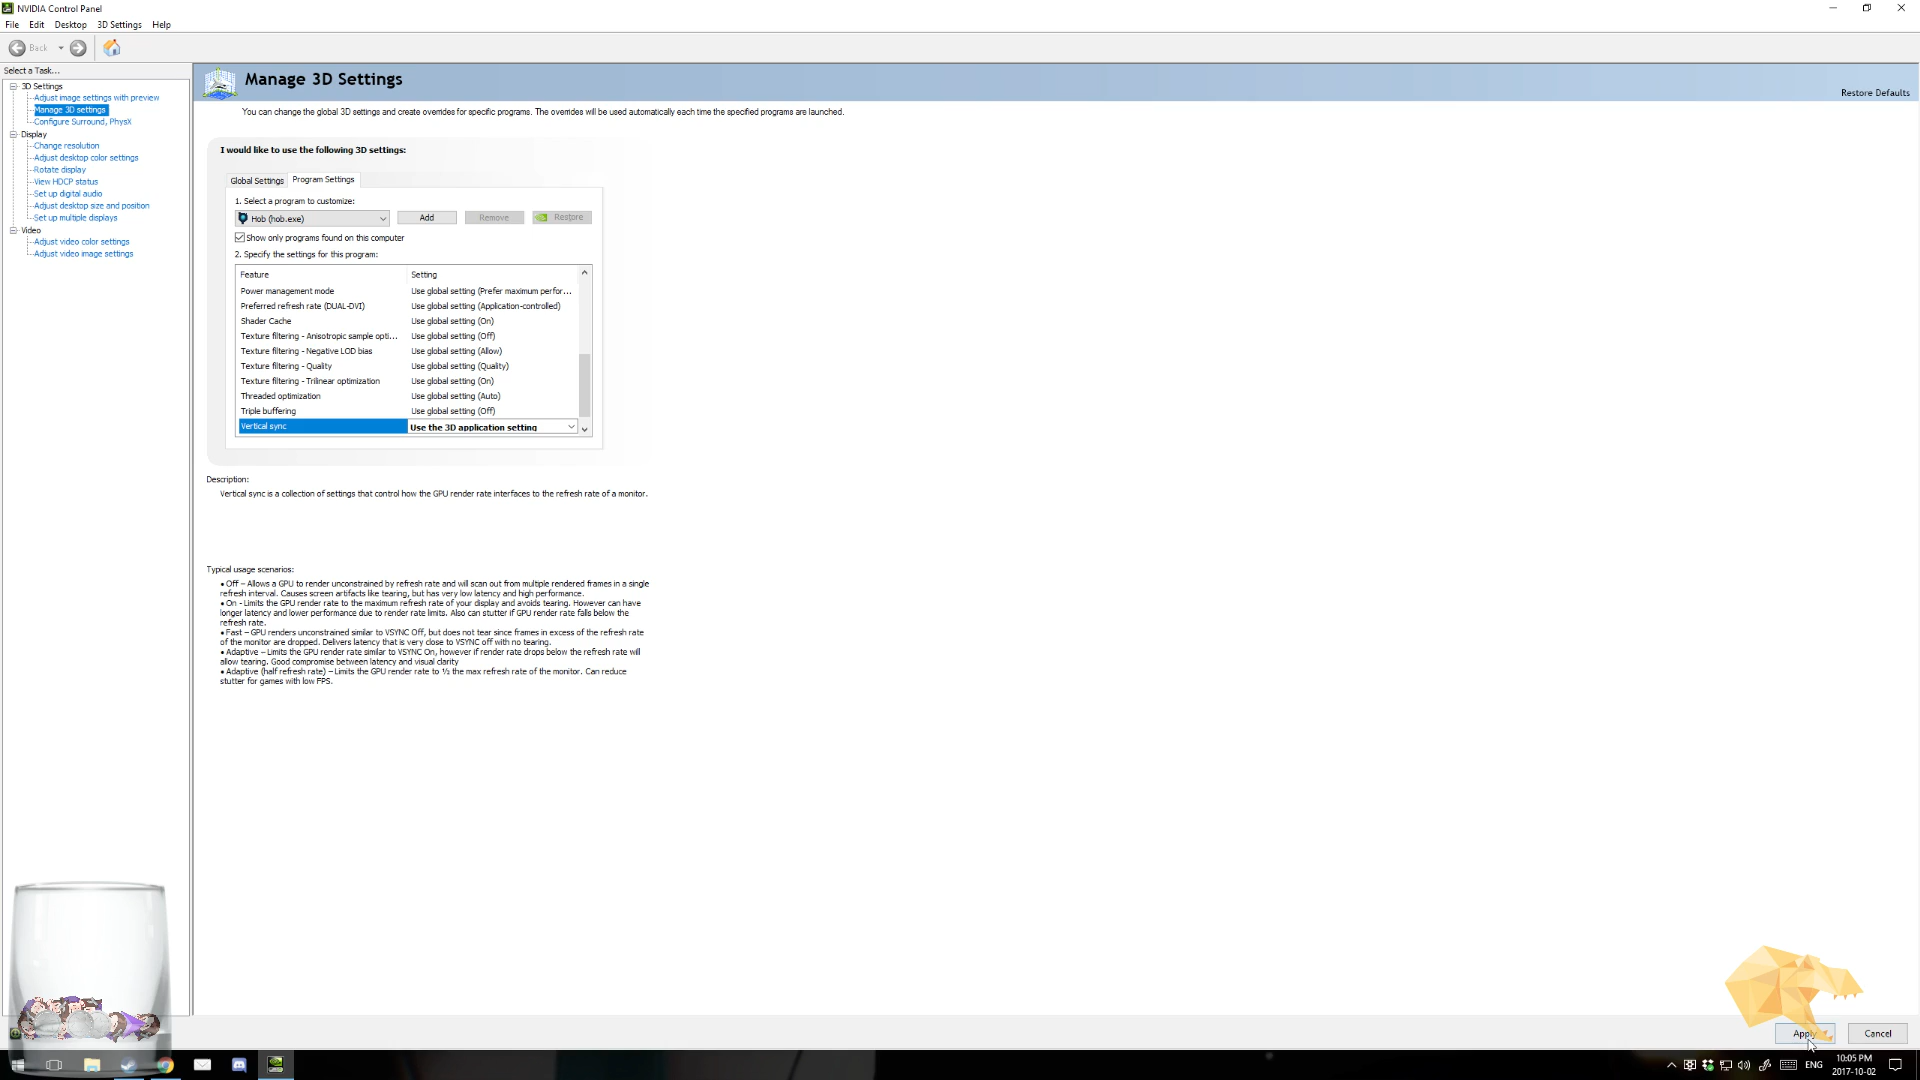 NVIDIA Control Panel
File Edit Desktop 3D Settings Help
Back
Select a Task...
3D Settings
Adjust image settings with preview
Manage 3D settings
Configure Surround, PhysX
Display
Change resolution
Adjust desktop color settings
Rotate display
View HDCP status
Set up digital audio
Adjust desktop size and position
Set up multiple displays
Video
Adjust video color settings
Adjust video image settings
Manage 3D Settings
Restore Defaults
You can change the global 3D settings and create overrides for specific programs. The overrides will be used automatically each time the specified programs are launched.
I would like to use the following 3D settings:
Global Settings Program Settings
1. Select a program to customize:
Hob (hob.exe) Add Remove Restore
Show only programs found on this computer
2. Specify the settings for this program:
Feature Setting
Power management mode Use global setting (Prefer maximum perfor...
Preferred refresh rate (DUAL-DVI) Use global setting (Application-controlled)
Shader Cache Use global setting (On)
Texture filtering - Anisotropic sample opti... Use global setting (Off)
Texture filtering - Negative LOD bias Use global setting (Allow)
Texture filtering - Quality Use global setting (Quality)
Texture filtering - Trilinear optimization Use global setting (On)
Threaded optimization Use global setting (Auto)
Triple buffering Use global setting (Off)
Vertical sync Use the 3D application setting
Description:
Vertical sync is a collection of settings that control how the GPU render rate interfaces to the refresh rate of a monitor.
Typical usage scenarios:
• Off – Allows a GPU to render unconstrained by refresh rate and will scan out from multiple rendered frames in a single
refresh interval. Causes screen artifacts like tearing, but has very low latency and high performance.
• On - Limits the GPU render rate to the maximum refresh rate of your display and avoids tearing. However can have
longer latency and lower performance due to render rate limits. Also can stutter if GPU render rate falls below the
refresh rate.
• Fast – GPU renders unconstrained similar to VSYNC Off, but does not tear since frames in excess of the refresh rate
of the monitor are dropped. Delivers latency that is very close to VSYNC off with no tearing.
• Adaptive – Limits the GPU render rate similar to VSYNC On, however if render rate drops below the refresh rate will
allow tearing. Good compromise between latency and visual clarity
• Adaptive (half refresh rate) – Limits the GPU render rate to ½ the max refresh rate of the monitor. Can reduce
stutter for games with low FPS.
Apply Cancel
ENG
10:05 PM
2017-10-02